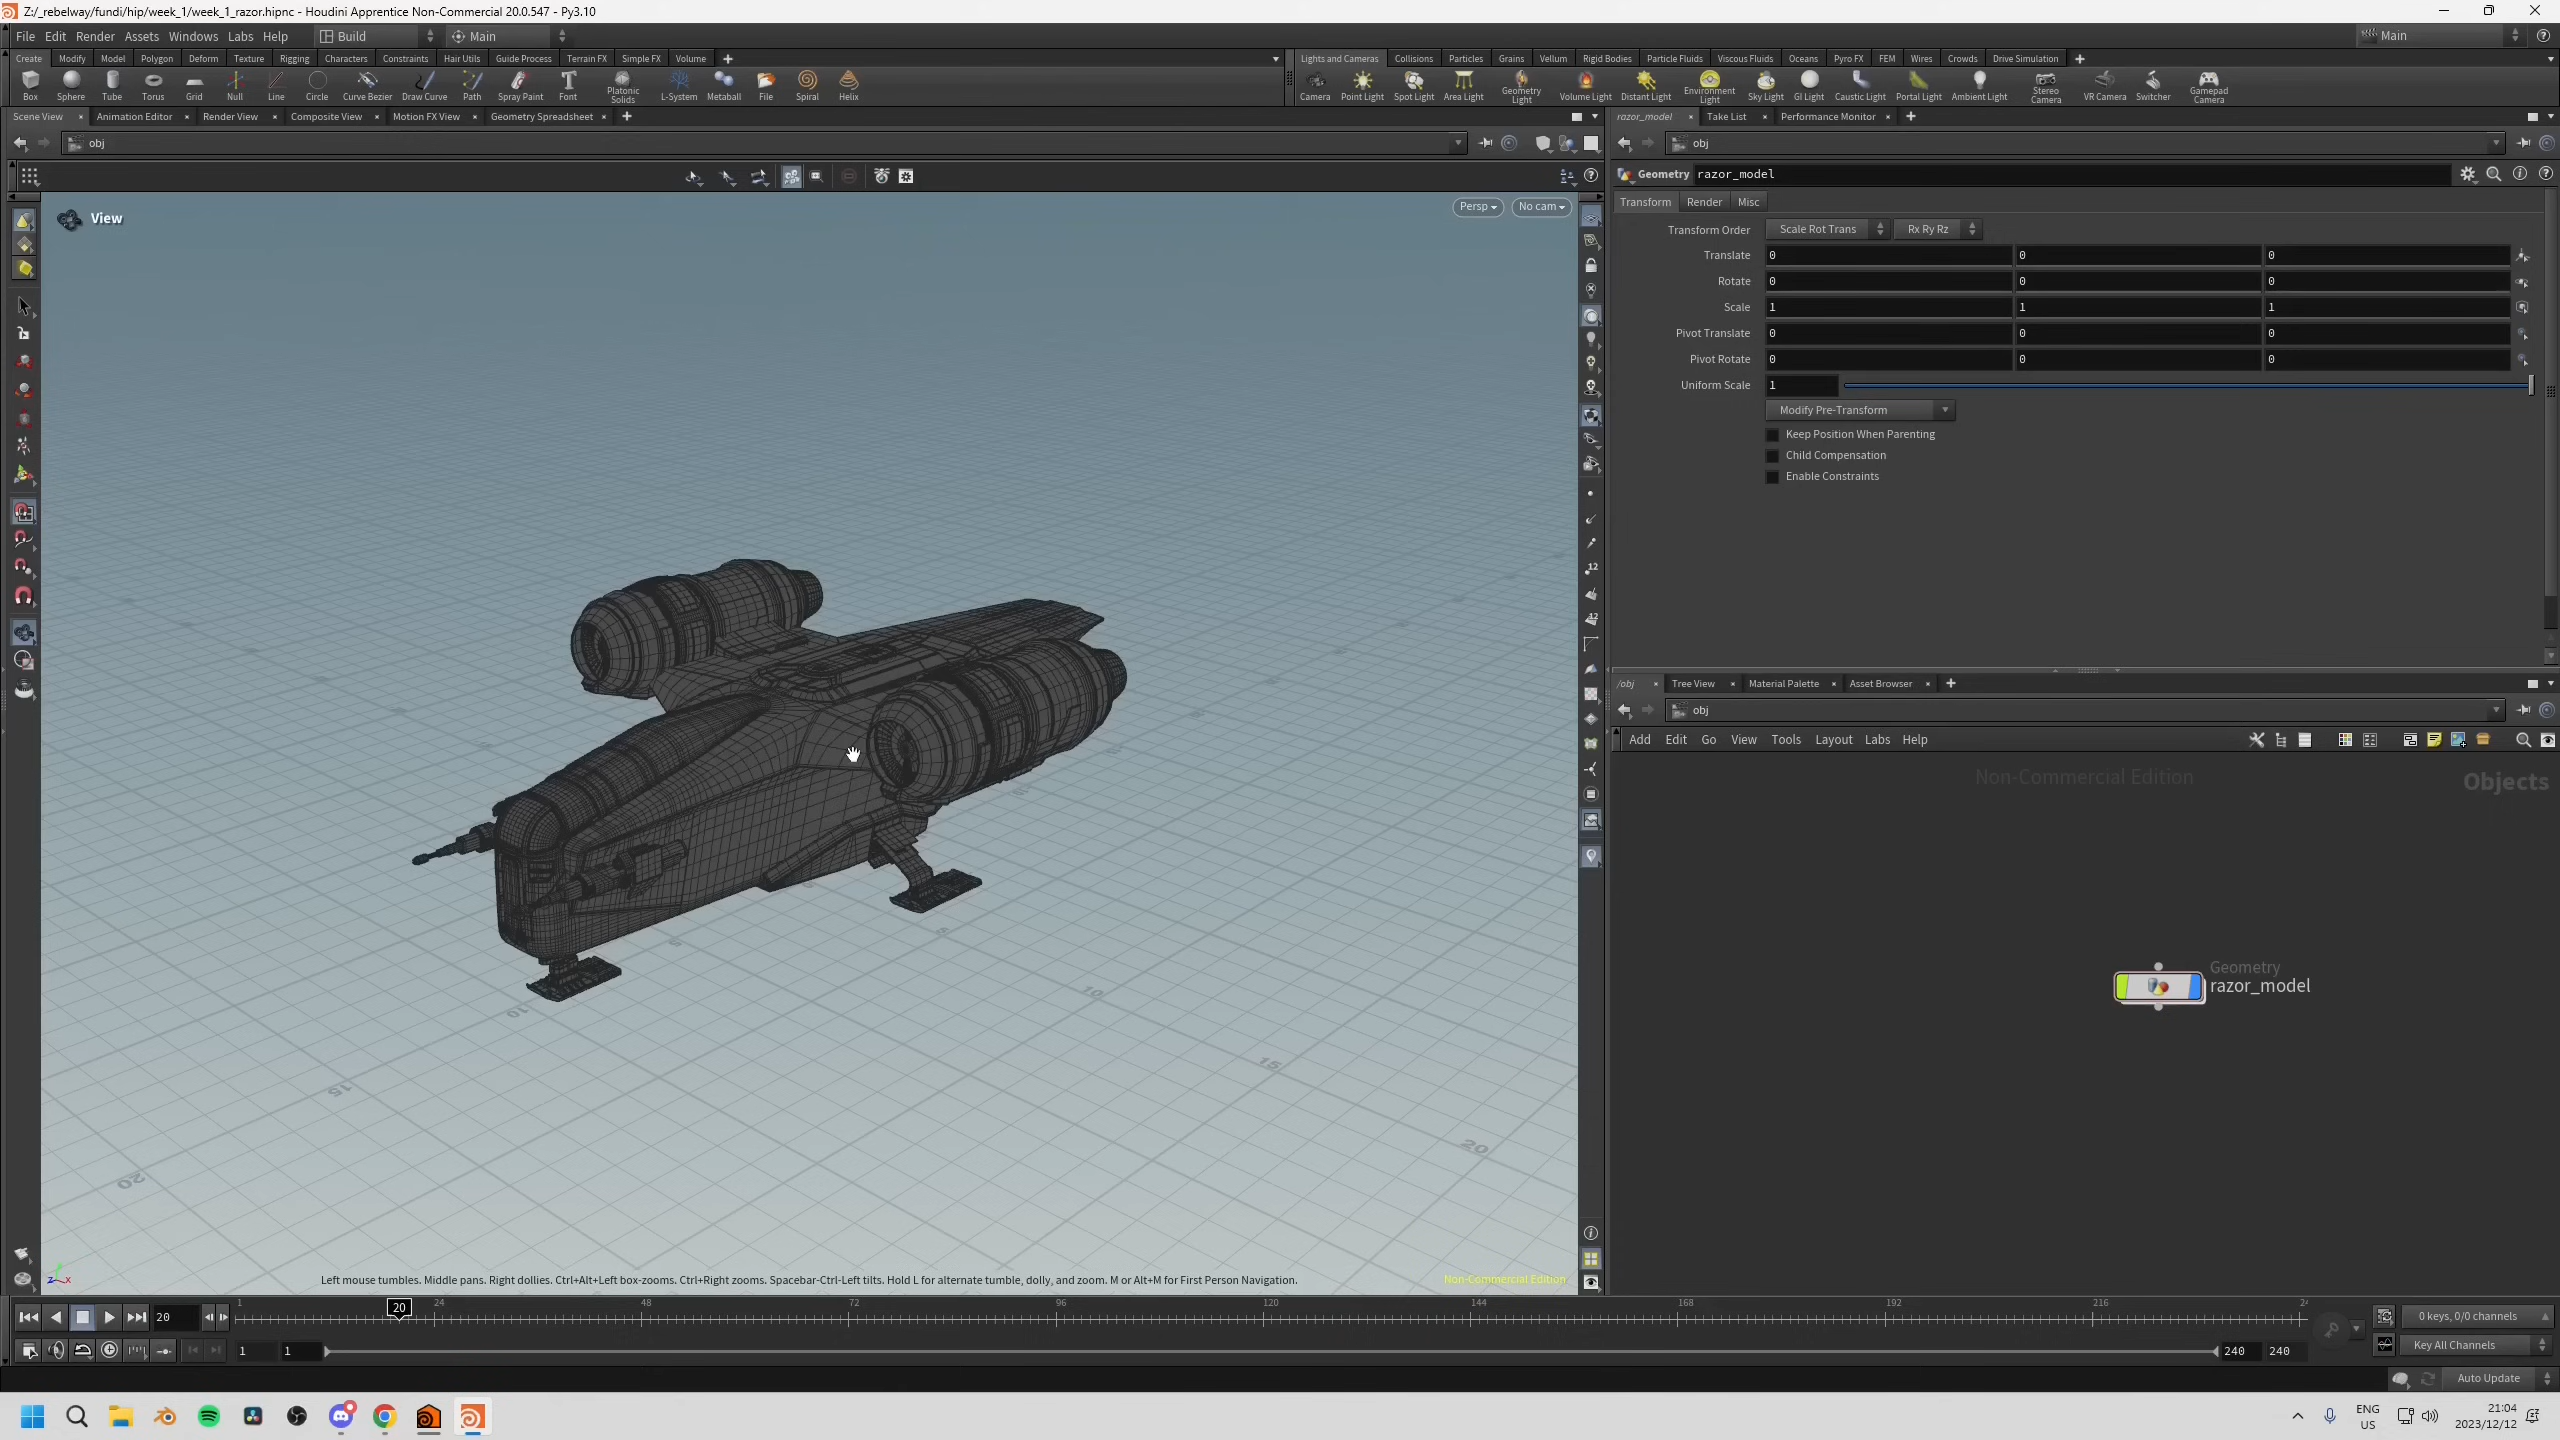 Z:/_rebelway/fundi/hip/week_1/week_1_razor.hipnc - Houdini Apprentice Non-Commercial 20.0.547 - Py3.10
File Edit Render Assets Windows Labs Help Build Main Main
Create Modify Model Polygon Deform Texture Rigging Characters Constraints Hair Utils Guide Process Terrain FX Simple FX Volume
Box Sphere Tube Torus Grid Null Line Circle Curve Bezier Draw Curve Path Spray Paint Font Platonic Solids L-System Metaball File Spiral Helix
Lights and Cameras Collisions Particles Grains Vellum Rigid Bodies Particle Fluids Viscous Fluids Oceans Pyro FX FEM Wires Crowds Drive Simulation
Camera Point Light Spot Light Area Light Geometry Light Volume Light Distant Light Environment Light Sky Light GI Light Caustic Light Portal Light Ambient Light Stereo Camera VR Camera Switcher Gamepad Camera
Scene View Animation Editor Render View Composite View Motion FX View Geometry Spreadsheet
obj
View
Persp No cam
20
15
10
5
5
10
15
20
Left mouse tumbles. Middle pans. Right dollies. Ctrl+Alt+Left box-zooms. Ctrl+Right zooms. Spacebar-Ctrl-Left tilts. Hold L for alternate tumble, dolly, and zoom. M or Alt+M for First Person Navigation.
Non-Commercial Edition
razor_model Take List Performance Monitor
obj
Geometry razor_model
Transform Render Misc
Transform Order Scale Rot Trans Rx Ry Rz
Translate 0 0 0
Rotate 0 0 0
Scale 1 1 1
Pivot Translate 0 0 0
Pivot Rotate 0 0 0
Uniform Scale 1
Modify Pre-Transform
Keep Position When Parenting
Child Compensation
Enable Constraints
/obj Tree View Material Palette Asset Browser
obj
Add Edit Go View Tools Layout Labs Help
Non-Commercial Edition
Objects
Geometry
razor_model
20 1 20 24 48 72 96 120 144 168 192 216 24
0 keys, 0/0 channels
1 1 240 240
Key All Channels
Auto Update
ENG
US
21:04
2023/12/12